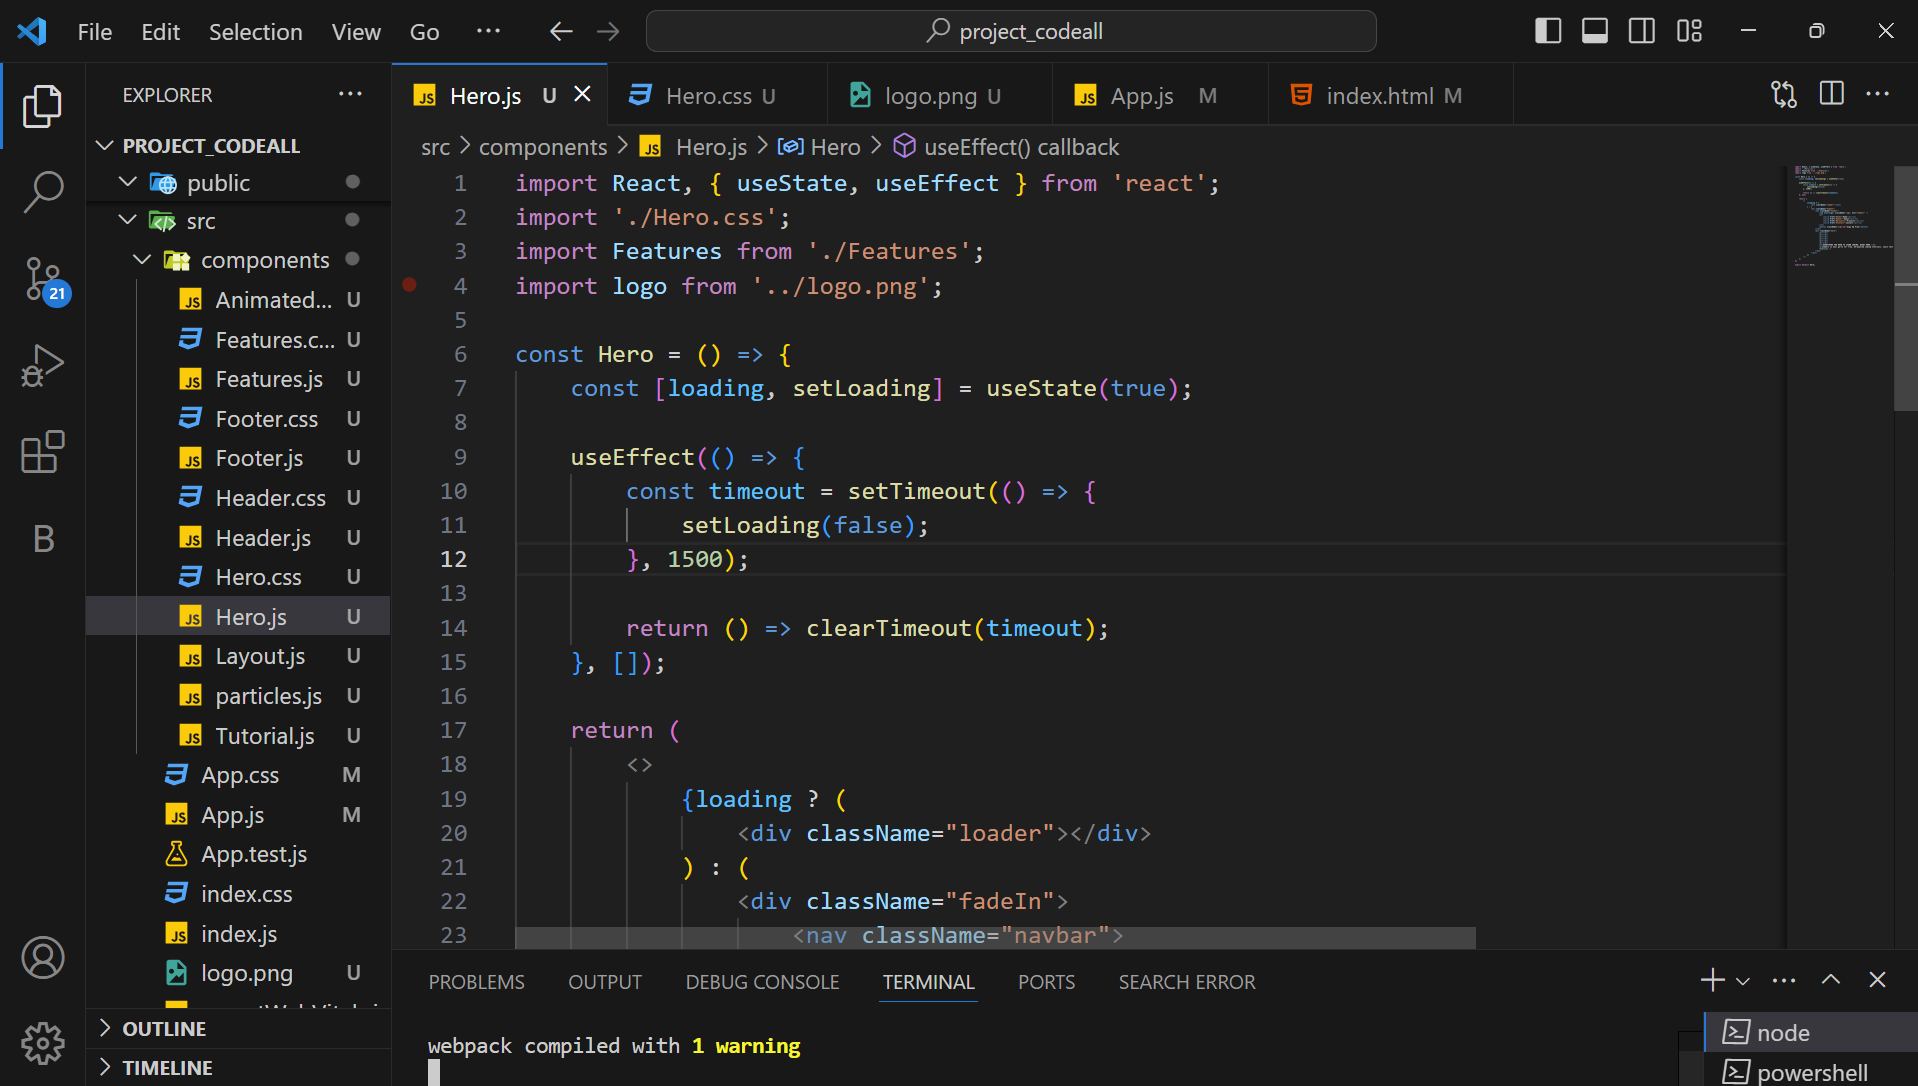 File Edit Selection View Go ··· project_codeall
EXPLORER ···
PROJECT_CODEALL
public
src
components
Animated... U
Features.c... U
Features.js U
Footer.css U
Footer.js U
Header.css U
Header.js U
Hero.css U
Hero.js U
Layout.js U
particles.js U
Tutorial.js U
App.css M
App.js M
App.test.js
index.css
index.js
logo.png U
OUTLINE
TIMELINE
21
B
JS Hero.js U Hero.css U logo.png U JS App.js M index.html M
src > components > JS Hero.js > Hero > useEffect() callback
1 import React, { useState, useEffect } from 'react';
2 import './Hero.css';
3 import Features from './Features';
4 import logo from '../logo.png';
5
6 const Hero = () => {
7 const [loading, setLoading] = useState(true);
8
9 useEffect(() => {
10 const timeout = setTimeout(() => {
11 setLoading(false);
12 }, 1500);
13
14 return () => clearTimeout(timeout);
15 }, []);
16
17 return (
18 <>
19 {loading ? (
20 <div className="loader"></div>
21 ) : (
22 <div className="fadeIn">
23 <nav className="navbar">
PROBLEMS OUTPUT DEBUG CONSOLE TERMINAL PORTS SEARCH ERROR
webpack compiled with 1 warning
node
powershell